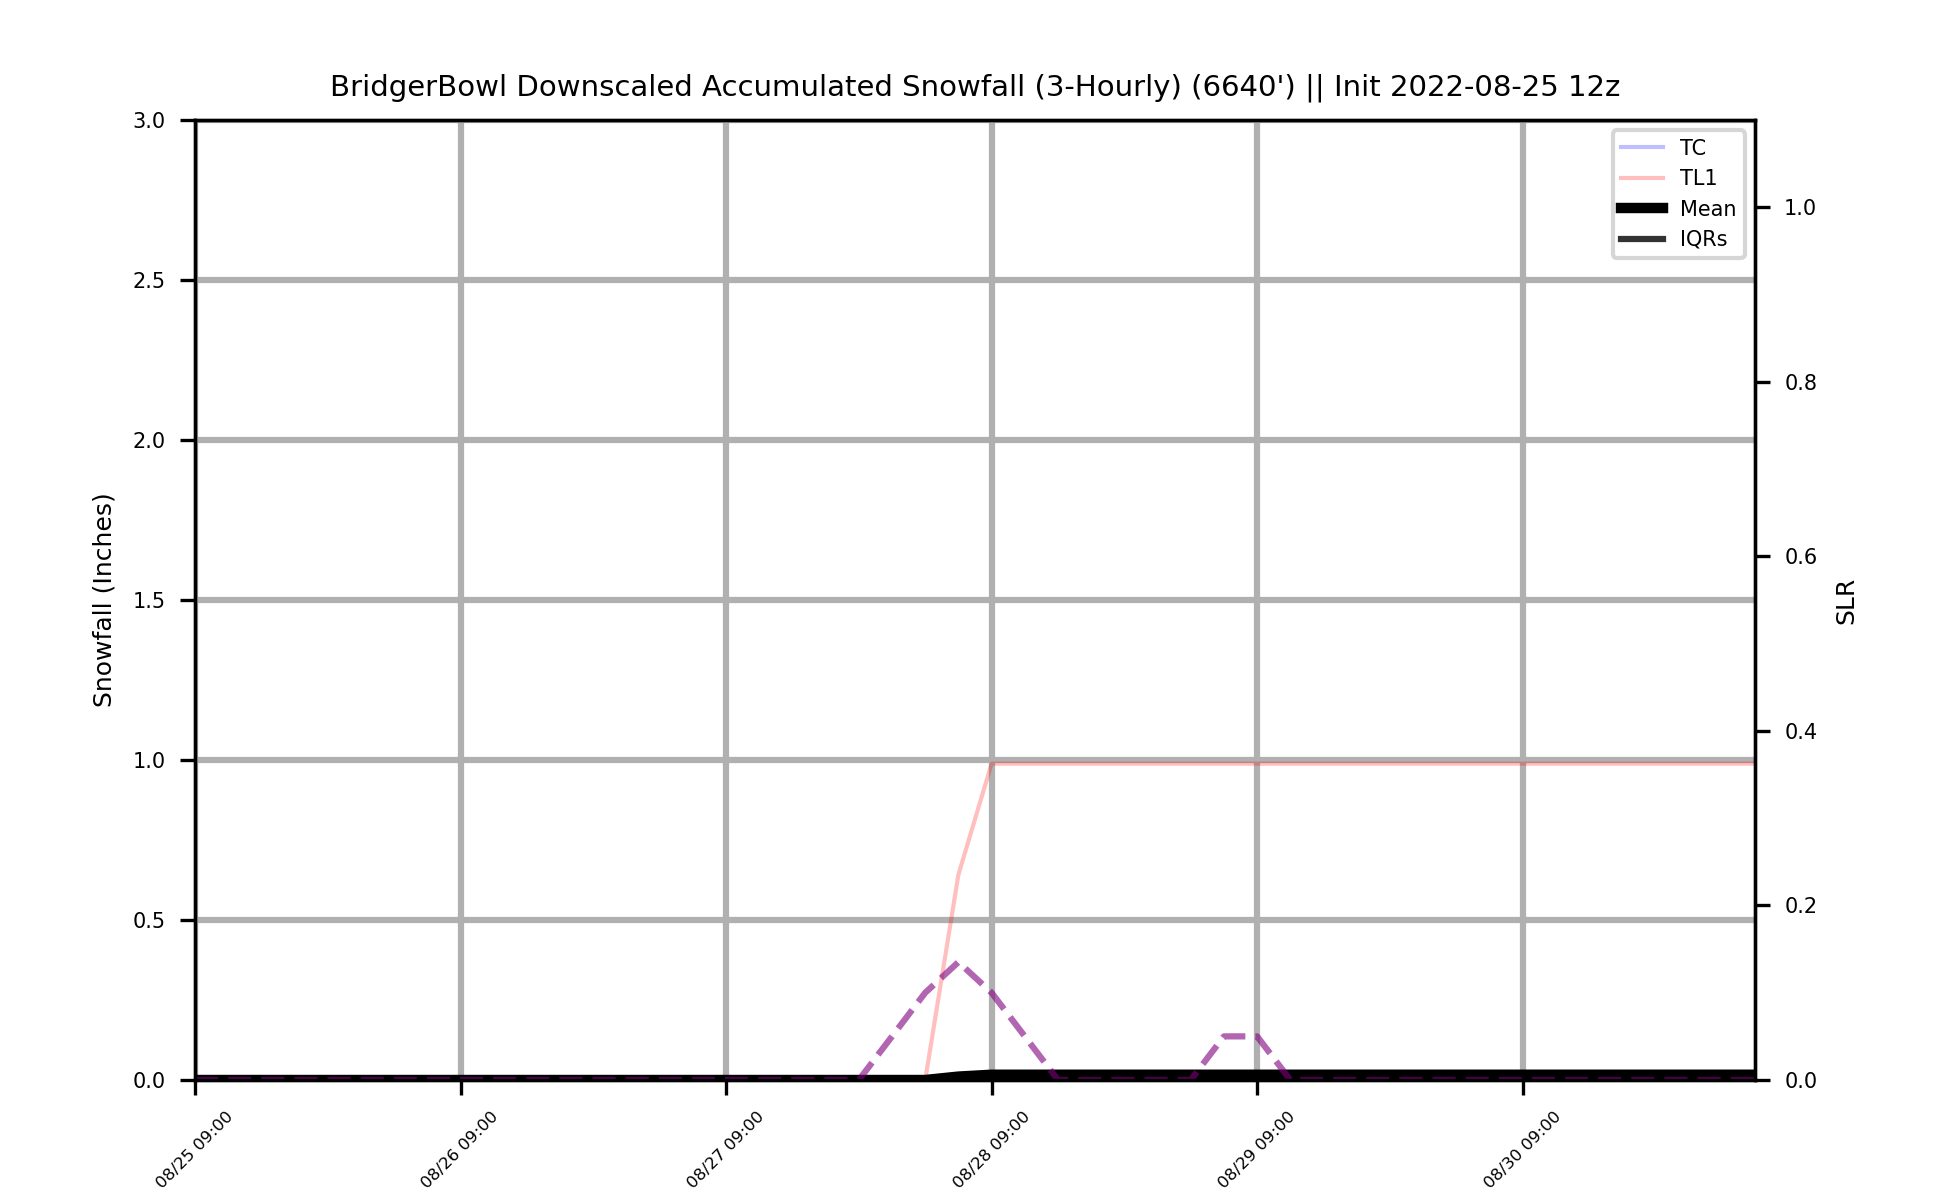 BridgerBowl Downscaled Accumulated Snowfall (3-Hourly) (6640') || Init 2022-08-25 12z
TC
TL1
Mean
IQRs
Snowfall (Inches)
3.0
2.5
2.0
1.5
1.0
0.5
0.0
SLR
1.0
0.8
0.6
0.4
0.2
0.0
08/25 09:00
08/26 09:00
08/27 09:00
08/28 09:00
08/29 09:00
08/30 09:00